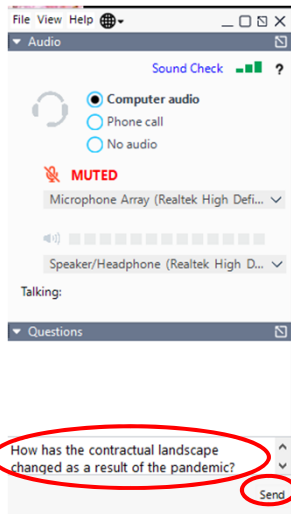 File View Help
Audio
Sound Check ?
Computer audio
Phone call
No audio
MUTED
Microphone Array (Realtek High Defi...
Speaker/Headphone (Realtek High D...
Talking:
Questions
How has the contractual landscape
changed as a result of the pandemic?
Send